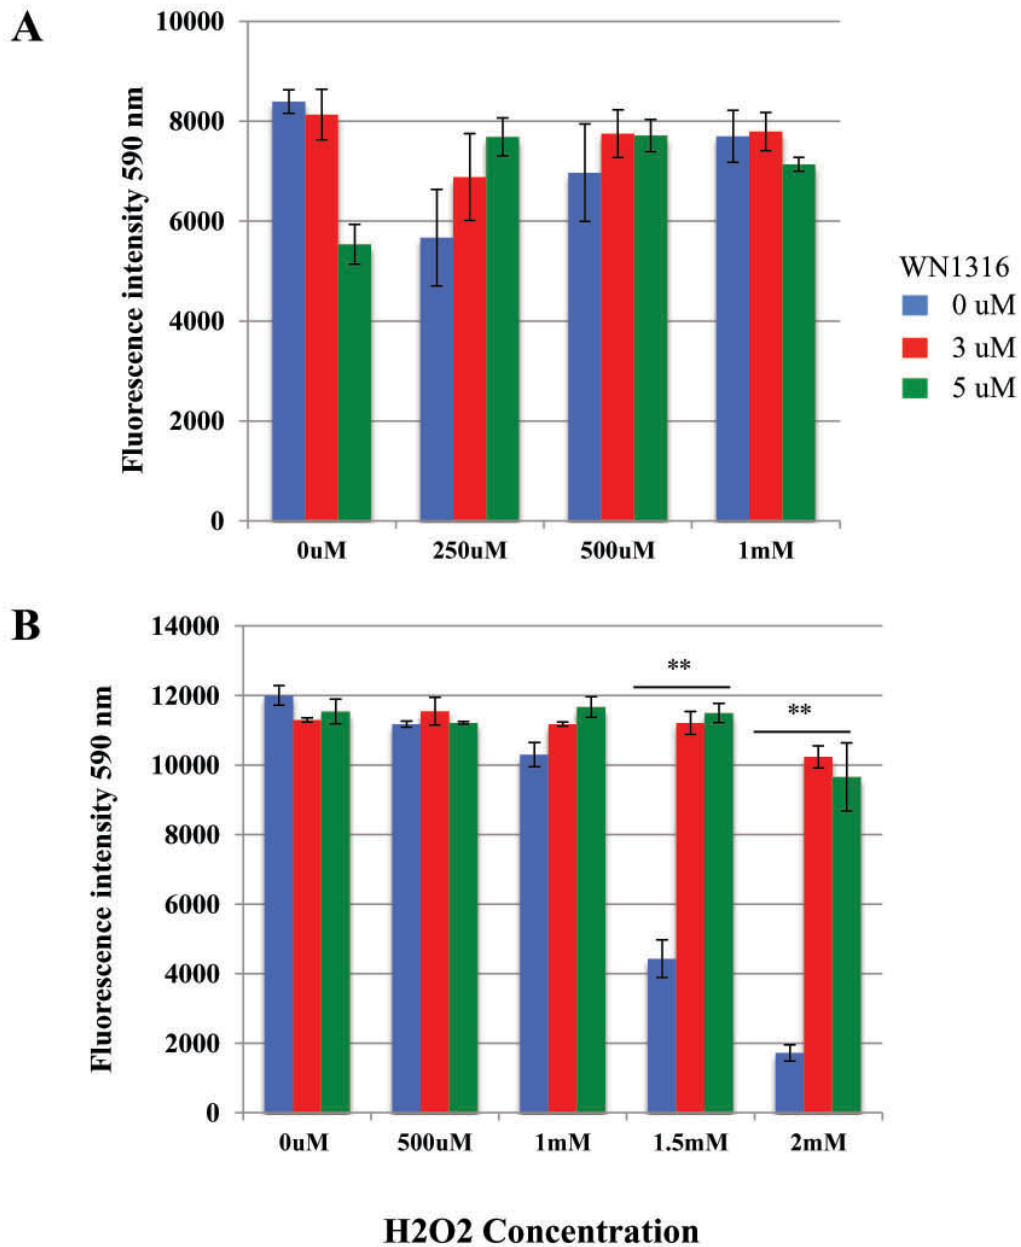 A
Fluorescence intensity 590 nm
10000
8000
6000
4000
2000
0
0uM 250uM 500uM 1mM
WN1316
0 uM
3 uM
5 uM
B
Fluorescence intensity 590 nm
14000
12000
10000
8000
6000
4000
2000
0
**
**
0uM 500uM 1mM 1.5mM 2mM
H2O2 Concentration